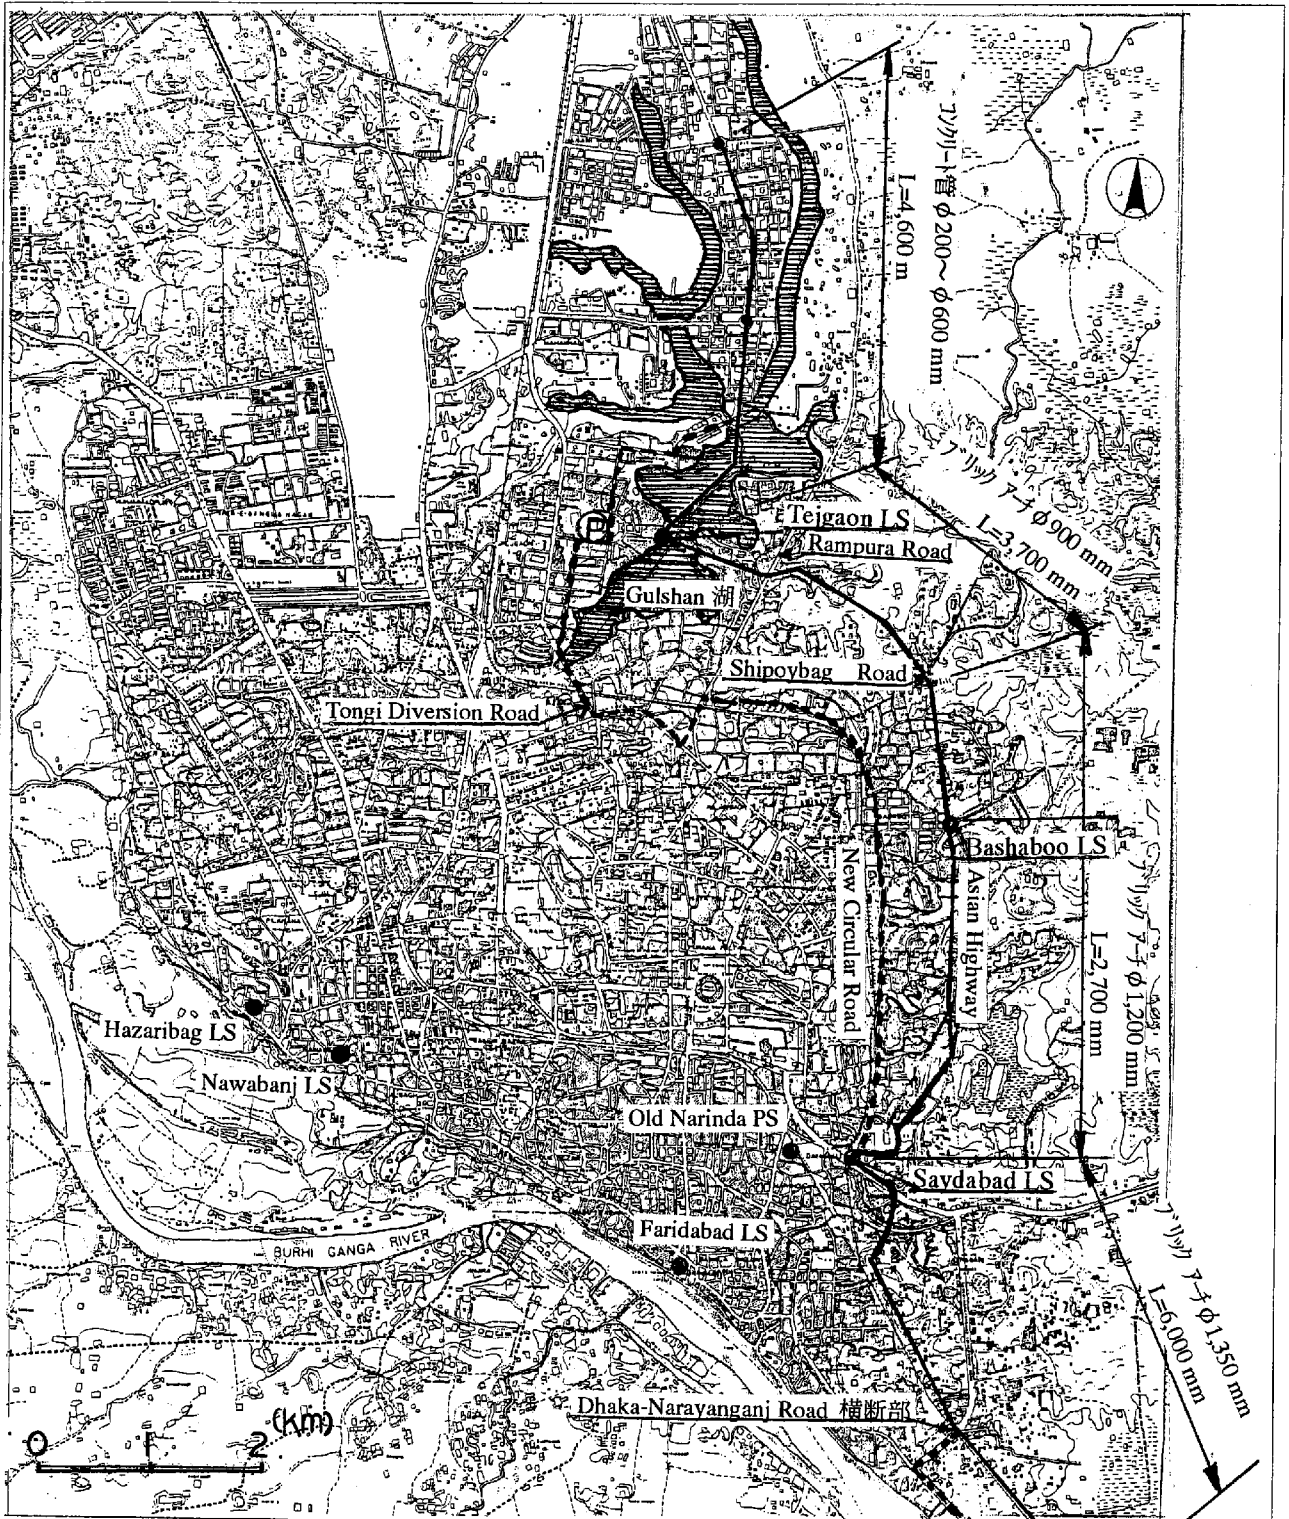 コンクリート管 φ200〜φ600 mm
L=4,600 m
ブリック アーチ φ900 mm
L=3,700 mm
Tejgaon LS
Rampura Road
P
Gulshan 湖
Shipoybag Road
Tongi Diversion Road
Bashaboo LS
New Circular Road
Asian Highway
ブリック アーチ φ1,200 mm
L=2,700 mm
Hazaribag LS
Nawabanj LS
Old Narinda PS
Saydabad LS
Faridabad LS
BURHI GANGA RIVER
ブリック アーチ φ1,350 mm
L=6,000 mm
Dhaka-Narayanganj Road 横断部
(km)
0 1 2